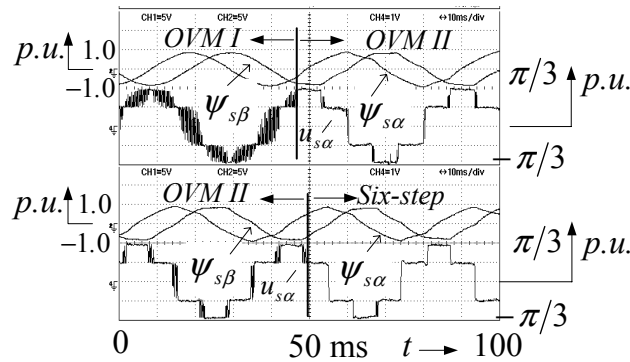 CH1=5V CH2=5V CH4=1V ↔10ms/div
p.u. 1.0 OVM I OVM II π/3 p.u.
−1.0
ψsβ u′sα ψsα
− π/3
CH1=5V CH2=5V CH4=1V ↔10ms/div
p.u. 1.0 OVM II Six-step π/3 p.u.
−1.0
ψsβ u′sα ψsα
− π/3
0 50 ms t 100